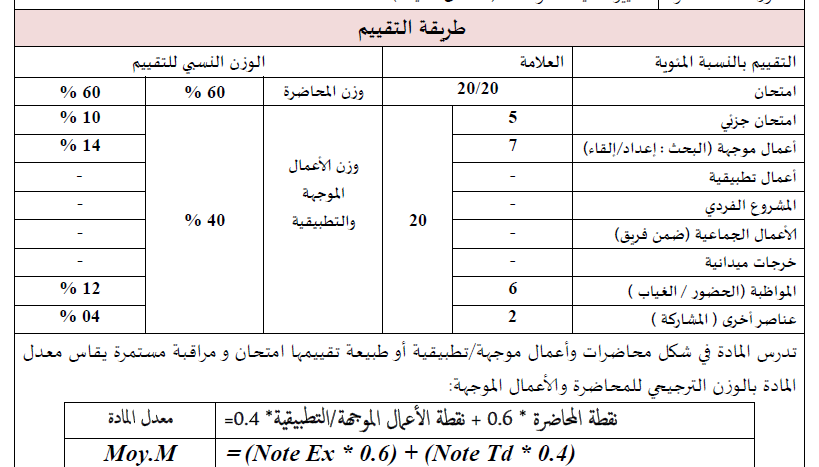 طريقة التقييم
التقييم بالنسبة المئوية العلامة الوزن النسبي للتقييم
امتحان 20/20 وزن المحاضرة 60 % 60 %
امتحان جزئي 5 10 %
أعمال موجهة (البحث : إعداد/إلقاء) 7 14 %
أعمال تطبيقية - -
المشروع الفردي - -
الأعمال الجماعية (ضمن فريق) - -
خرجات ميدانية - -
المواظبة (الحضور / الغياب ) 6 12 %
عناصر أخرى ( المشاركة ) 2 04 %
20
وزن الأعمال
الموجهة
والتطبيقية
40 %
تدرس المادة في شكل محاضرات وأعمال موجهة/تطبيقية أو طبيعة تقييمها امتحان و مراقبة مستمرة يقاس معدل
المادة بالوزن الترجيحي للمحاضرة والأعمال الموجهة:
معدل المادة =نقطة المحاضرة * 0.6 + نقطة الأعمال الموجهة/التطبيقية* 0.4
Moy.M = (Note Ex * 0.6) + (Note Td * 0.4)